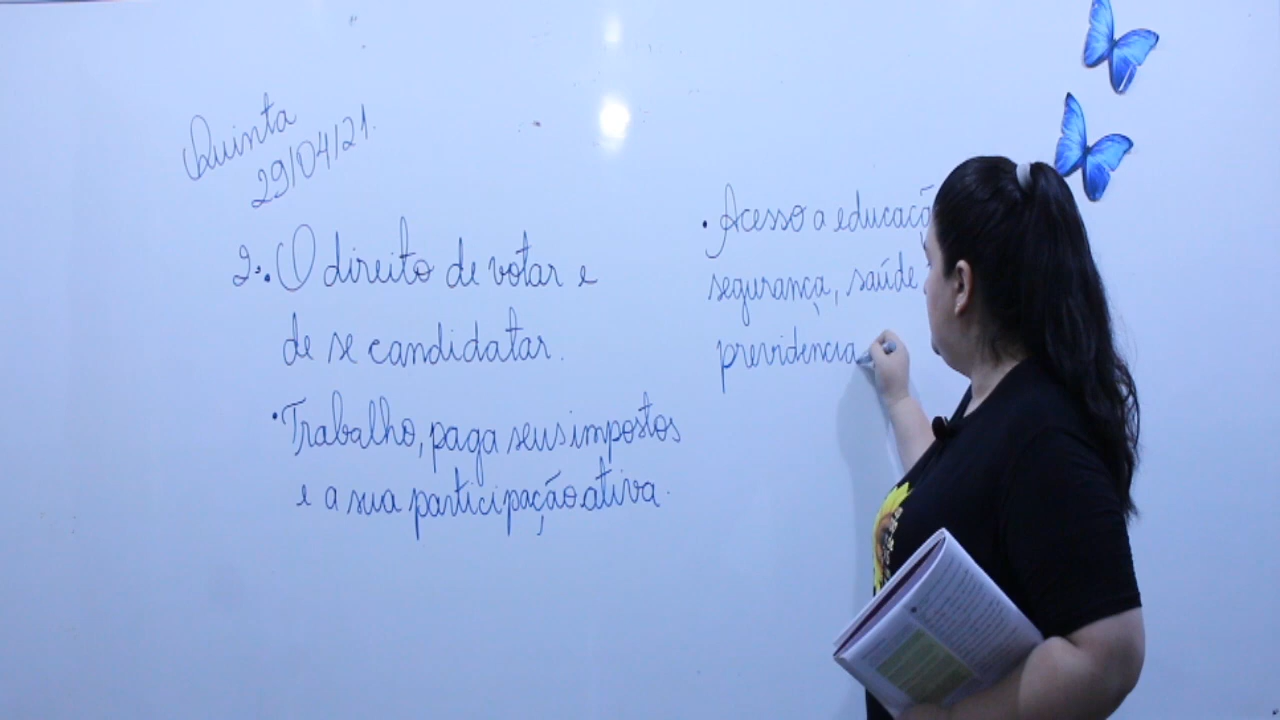 Quinta
29/04/21.
2. • O direito de votar e
de se candidatar.
• Trabalho, paga seus impostos
e a sua participação ativa.
• Acesso a educaçã
segurança, saúde
previdencia